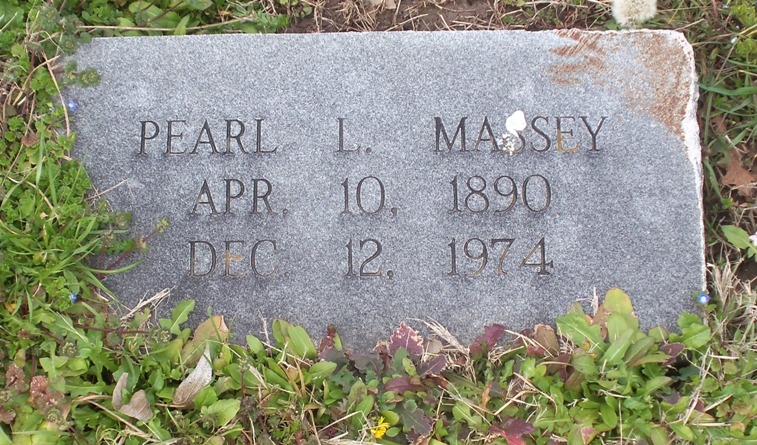 PEARL L. MASSEY
APR. 10, 1890
DEC 12, 1974